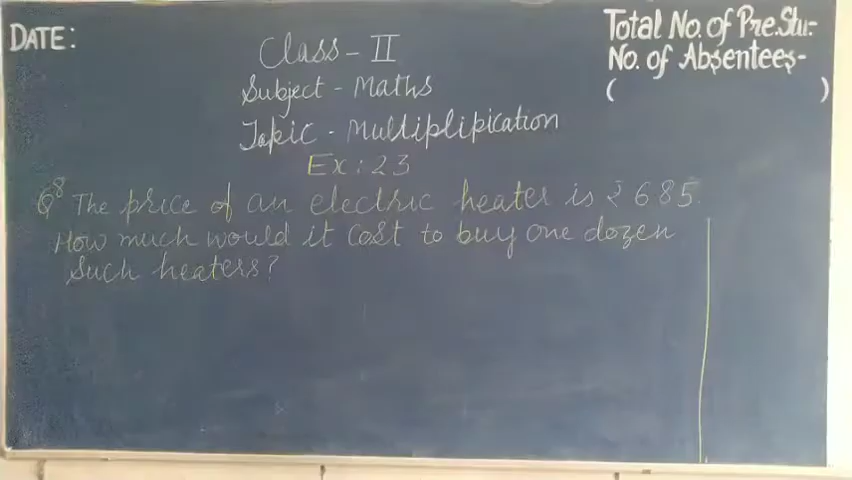 DATE:
Total No. of Pre.Stu:-
No. of Absentees-
( )
Class - II
Subject - Maths
Topic - Multiplipication
Ex: 23
Q8 The price of an electric heater is ₹ 685.
How much would it cost to buy one dozen
Such heaters?